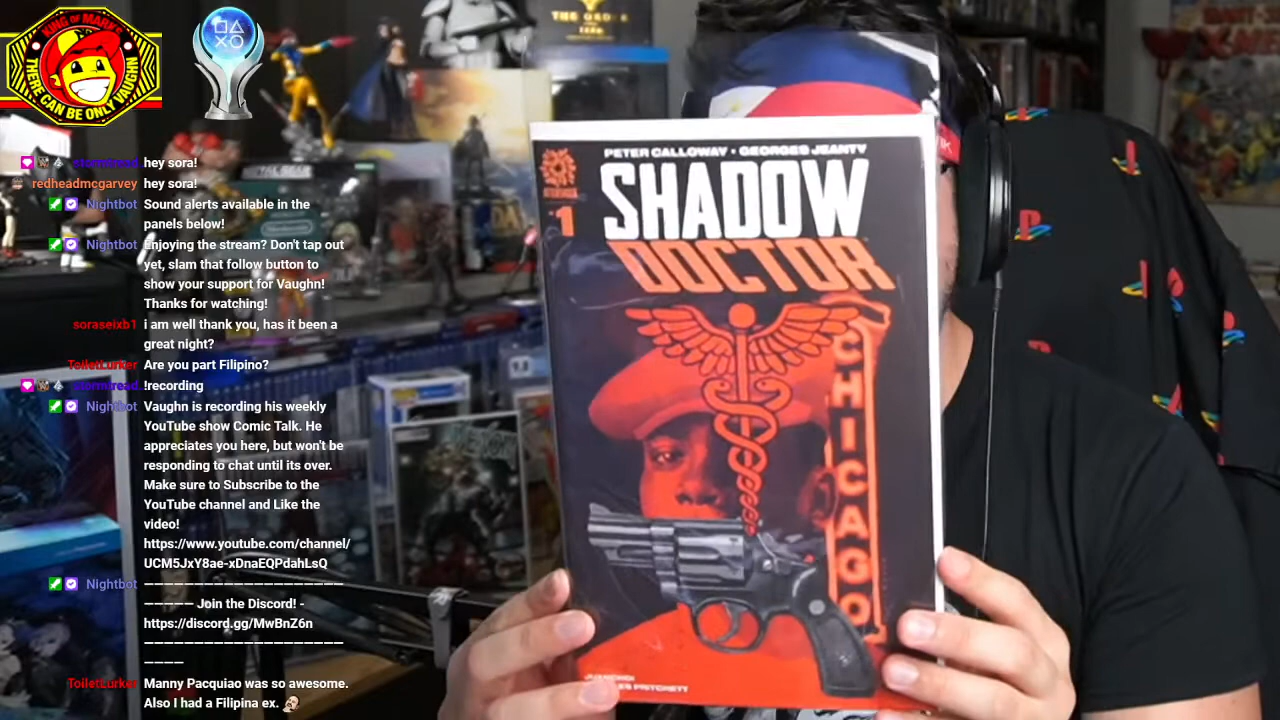 KING OF MARKS
THERE CAN BE ONLY VAUGHN
stormread hey sora!
redheadmcgarvey hey sora!
Nightbot Sound alerts available in the
panels below!
Nightbot Enjoying the stream? Don't tap out
yet, slam that follow button to
show your support for Vaughn!
Thanks for watching!
soraseixb1 i am well thank you, has it been a
great night?
ToiletLurker Are you part Filipino?
!recording
Nightbot Vaughn is recording his weekly
YouTube show Comic Talk. He
appreciates you here, but won't be
responding to chat until its over.
Make sure to Subscribe to the
YouTube channel and Like the
video!
https://www.youtube.com/channel/
UCM5JxY8ae-xDnaEQPdahLsQ
Nightbot ————————————————————
————— Join the Discord! -
https://discord.gg/MwBnZ6n
————————————————————
————
ToiletLurker Manny Pacquiao was so awesome.
Also I had a Filipina ex.
PETER CALLOWAY • GEORGES JEANTY
SHADOW
DOCTOR
1
CHICAGO
PRITCHETT
METAL GEAR